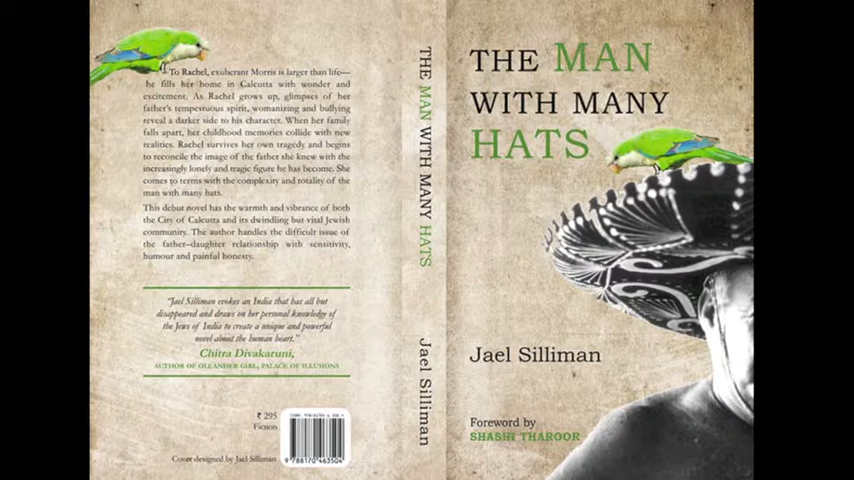 To Rachel, exuberant Morris is larger than life—
he fills her home in Calcutta with wonder and
excitement. As Rachel grows up, glimpses of her
father's tempestuous spirit, womanizing and bullying
reveal a darker side to his character. When her family
falls apart, her childhood memories collide with new
realities. Rachel survives her own tragedy and begins
to reconcile the image of the father she knew with the
increasingly lonely and tragic figure he has become. She
comes to terms with the complexity and totality of the
man with many hats.
This debut novel has the warmth and vibrance of both
the City of Calcutta and its dwindling but vital Jewish
community. The author handles the difficult issue of
the father–daughter relationship with sensitivity,
humour and painful honesty.
"Jael Silliman evokes an India that has all but
disappeared and draws on her personal knowledge of
the Jews of India to create a unique and powerful
novel about the human heart."
Chitra Divakaruni,
AUTHOR OF OLEANDER GIRL, PALACE OF ILLUSIONS
₹ 295
Fiction
9 788170 463504
Cover designed by Jael Silliman
THE MAN WITH MANY HATS
Jael Silliman
THE MAN
WITH MANY
HATS
Jael Silliman
Foreword by
SHASHI THAROOR